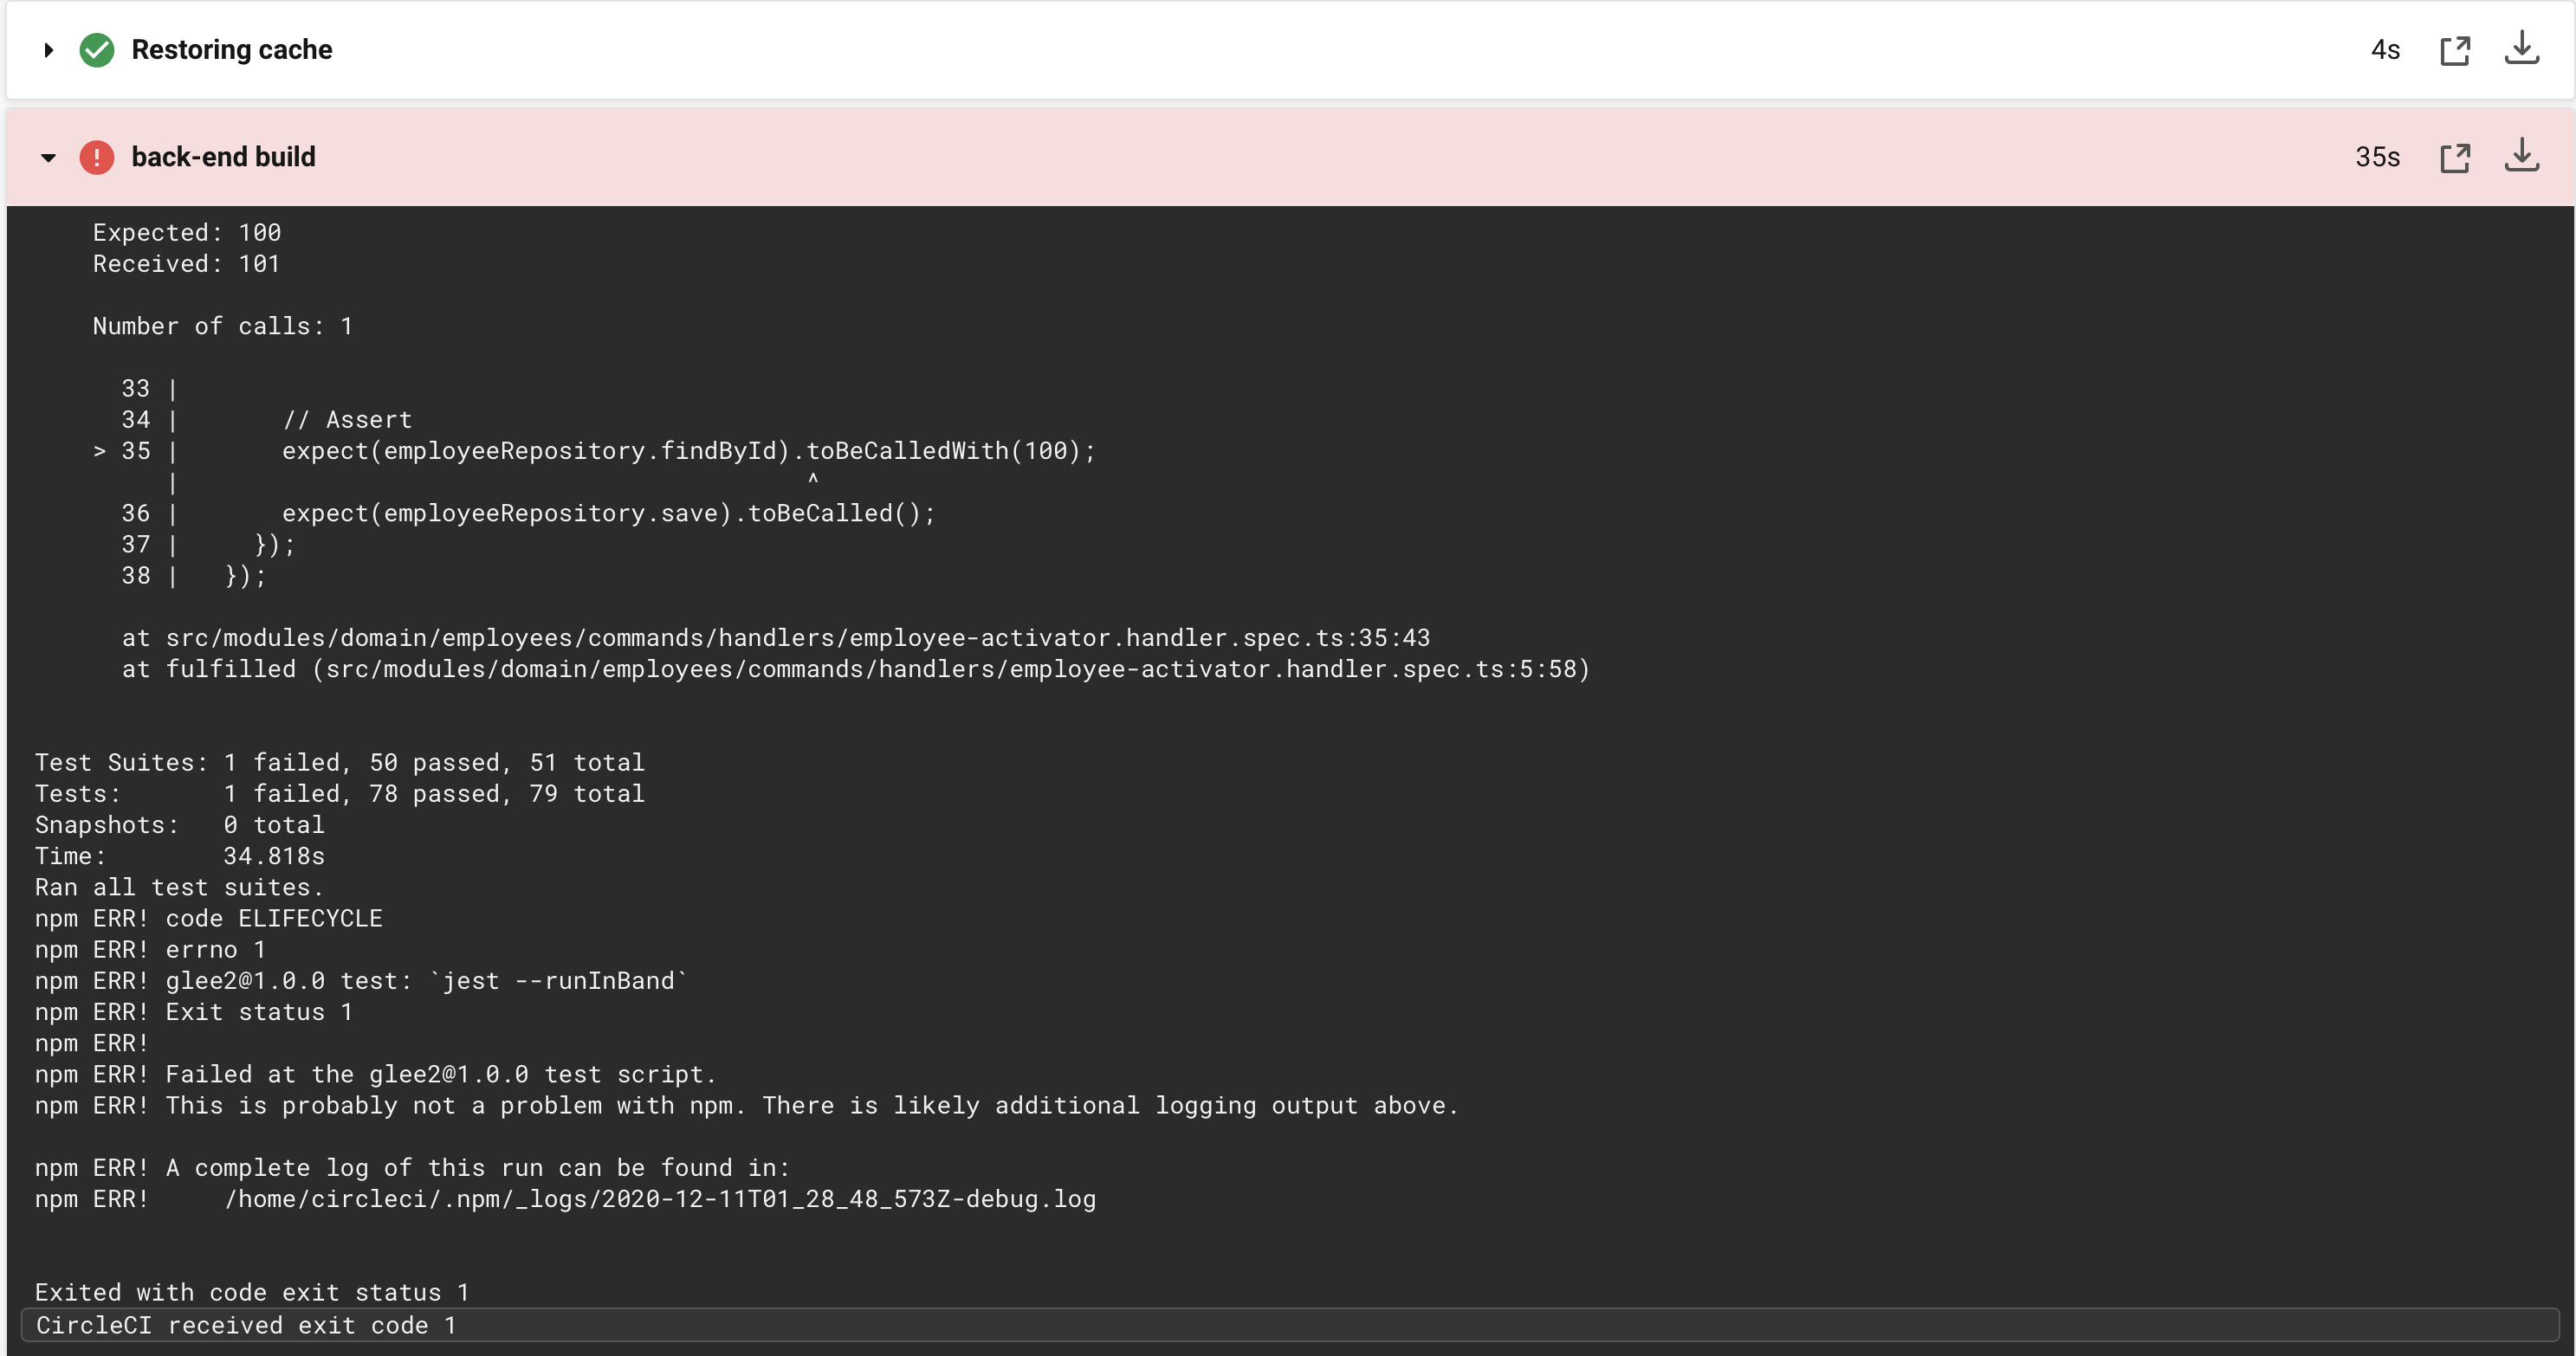 Restoring cache 4s
back-end build 35s
    Expected: 100
    Received: 101

    Number of calls: 1

      33 |
      34 |       // Assert
    > 35 |       expect(employeeRepository.findById).toBeCalledWith(100);
         |                                           ^
      36 |       expect(employeeRepository.save).toBeCalled();
      37 |     });
      38 |   });

      at src/modules/domain/employees/commands/handlers/employee-activator.handler.spec.ts:35:43
      at fulfilled (src/modules/domain/employees/commands/handlers/employee-activator.handler.spec.ts:5:58)


Test Suites: 1 failed, 50 passed, 51 total
Tests:       1 failed, 78 passed, 79 total
Snapshots:   0 total
Time:        34.818s
Ran all test suites.
npm ERR! code ELIFECYCLE
npm ERR! errno 1
npm ERR! glee2@1.0.0 test: `jest --runInBand`
npm ERR! Exit status 1
npm ERR!
npm ERR! Failed at the glee2@1.0.0 test script.
npm ERR! This is probably not a problem with npm. There is likely additional logging output above.

npm ERR! A complete log of this run can be found in:
npm ERR!     /home/circleci/.npm/_logs/2020-12-11T01_28_48_573Z-debug.log


Exited with code exit status 1
CircleCI received exit code 1